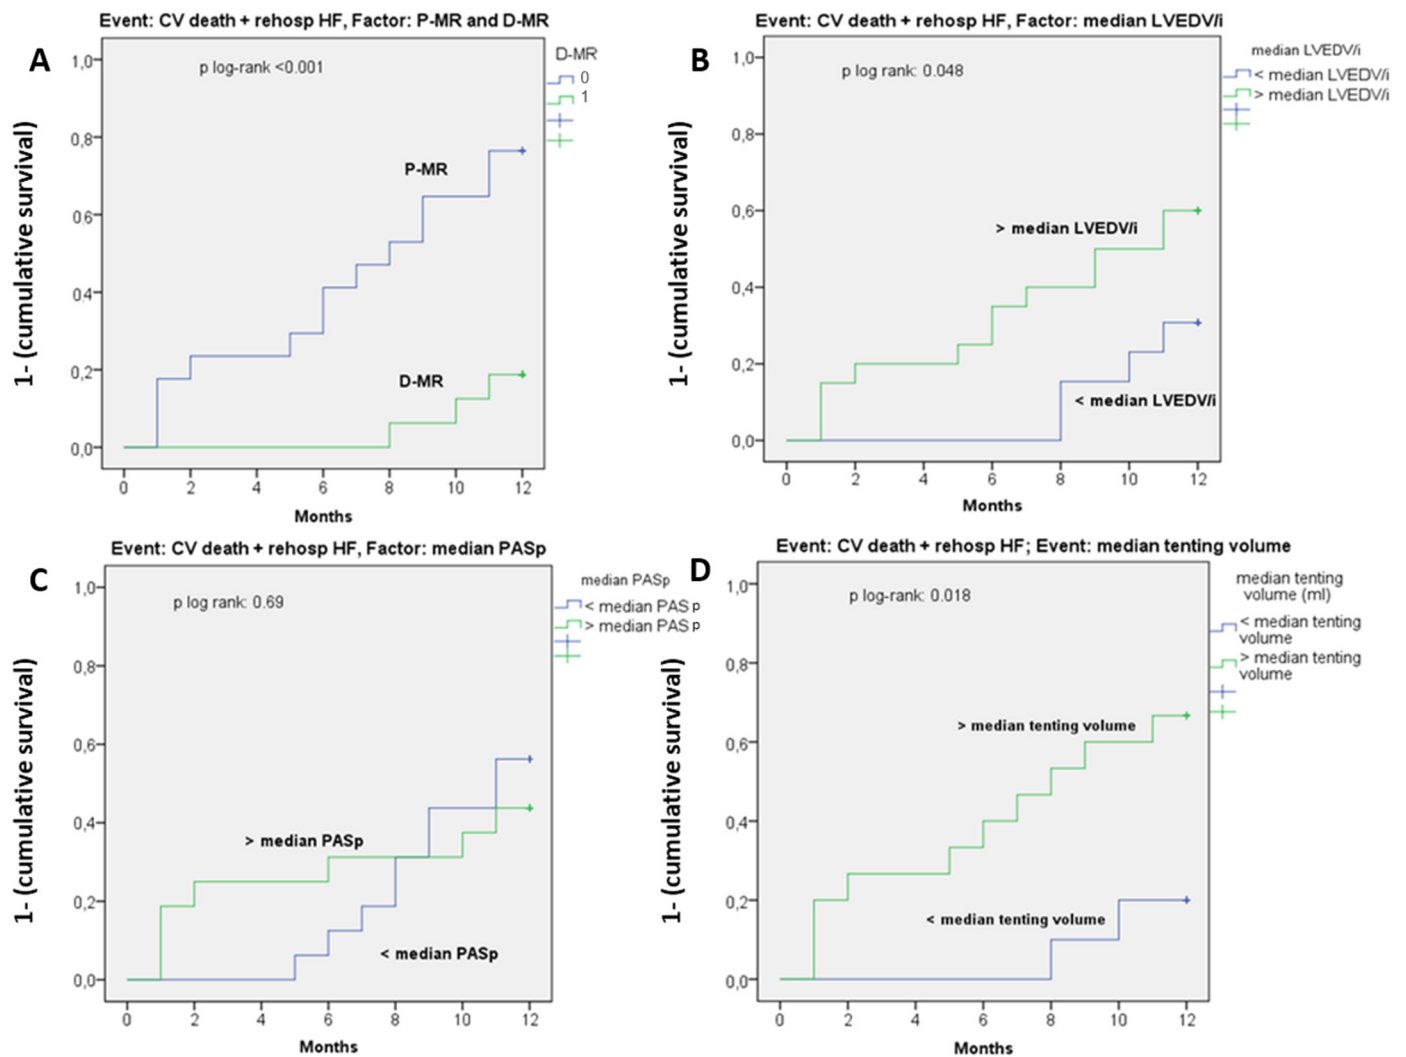 Event: CV death + rehosp HF, Factor: P-MR and D-MR
A
p log-rank <0.001
D-MR
0
1
1- (cumulative survival)
1,0
0,8
0,6
0,4
0,2
0,0
P-MR
D-MR
0 2 4 6 8 10 12
Months
Event: CV death + rehosp HF, Factor: median LVEDV/i
B
p log rank: 0.048
median LVEDV/i
< median LVEDV/i
> median LVEDV/i
1- (cumulative survival)
1,0
0,8
0,6
0,4
0,2
0,0
> median LVEDV/i
< median LVEDV/i
0 2 4 6 8 10 12
Months
Event: CV death + rehosp HF, Factor: median PASp
C
p log rank: 0.69
median PASp
< median PASp
> median PASp
1- (cumulative survival)
1,0
0,8
0,6
0,4
0,2
0,0
> median PASp
< median PASp
0 2 4 6 8 10 12
Months
Event: CV death + rehosp HF; Event: median tenting volume
D
p log-rank: 0.018
median tenting
volume (ml)
< median tenting
volume
> median tenting
volume
1- (cumulative survival)
1,0
0,8
0,6
0,4
0,2
0,0
> median tenting volume
< median tenting volume
0 2 4 6 8 10 12
Months